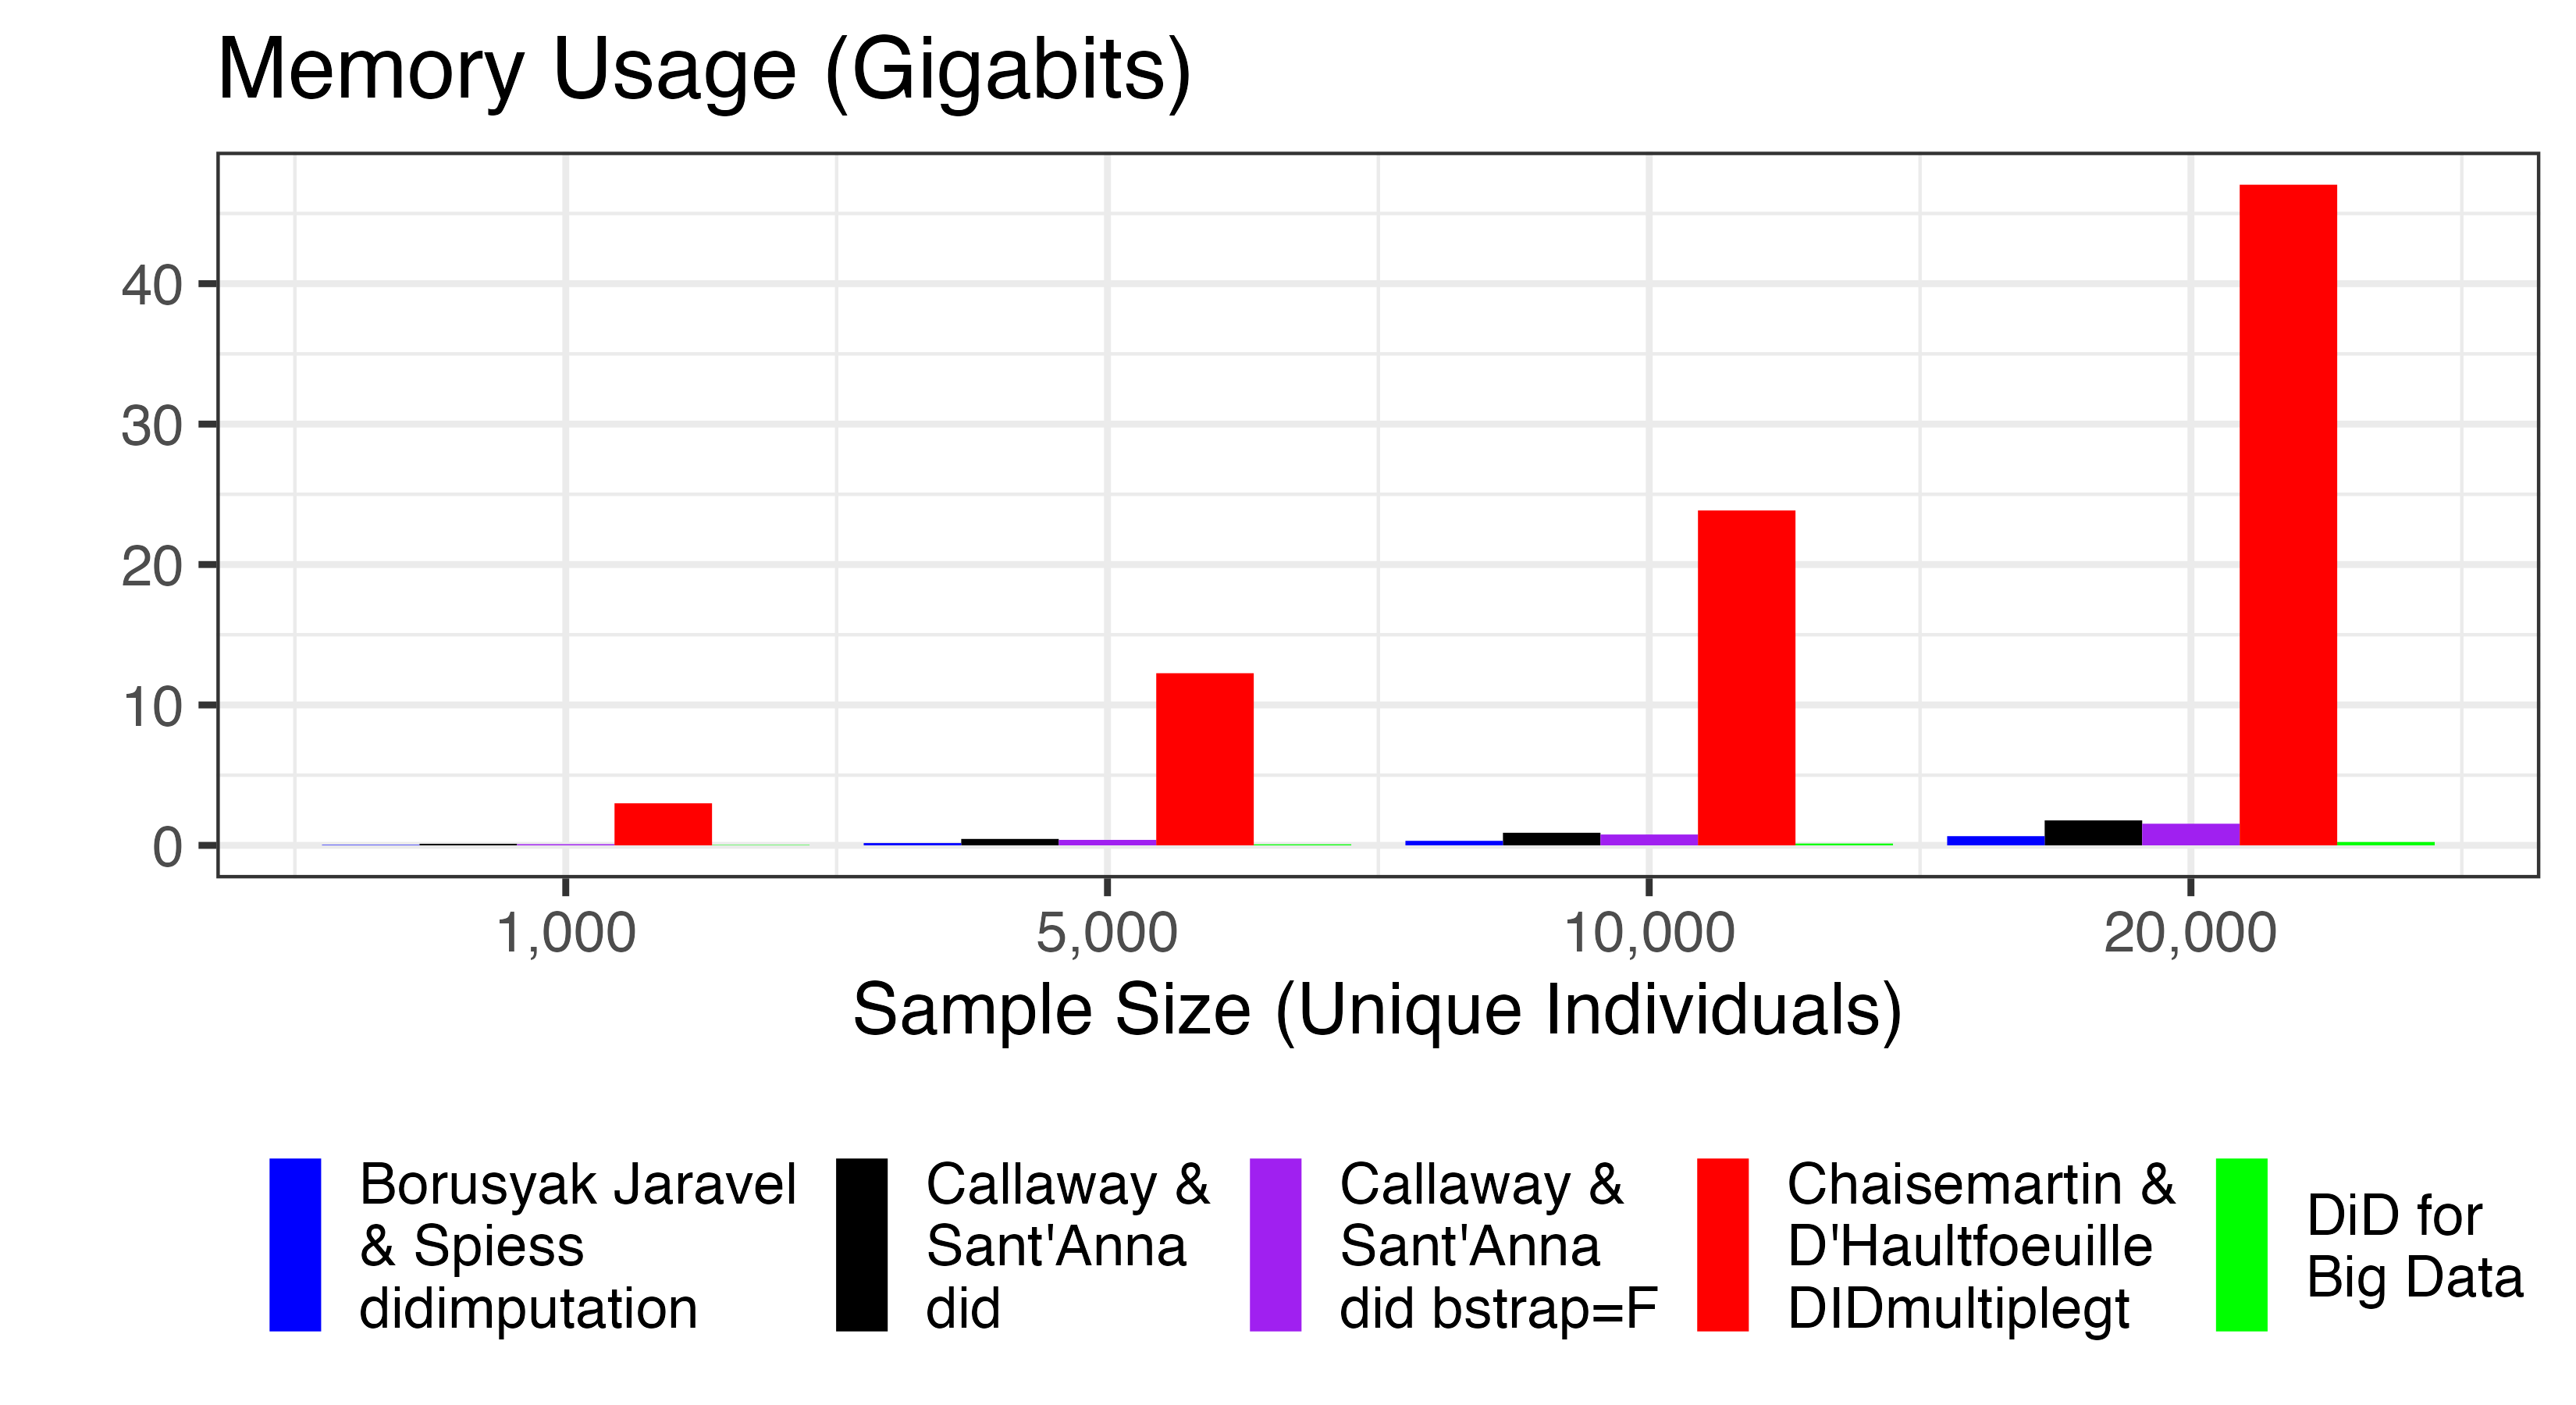 Memory Usage (Gigabits)
40
30
20
10
0
1,000 5,000 10,000 20,000
Sample Size (Unique Individuals)
Borusyak Jaravel
& Spiess
didimputation
Callaway &
Sant'Anna
did
Callaway &
Sant'Anna
did bstrap=F
Chaisemartin &
D'Haultfoeuille
DIDmultiplegt
DiD for
Big Data